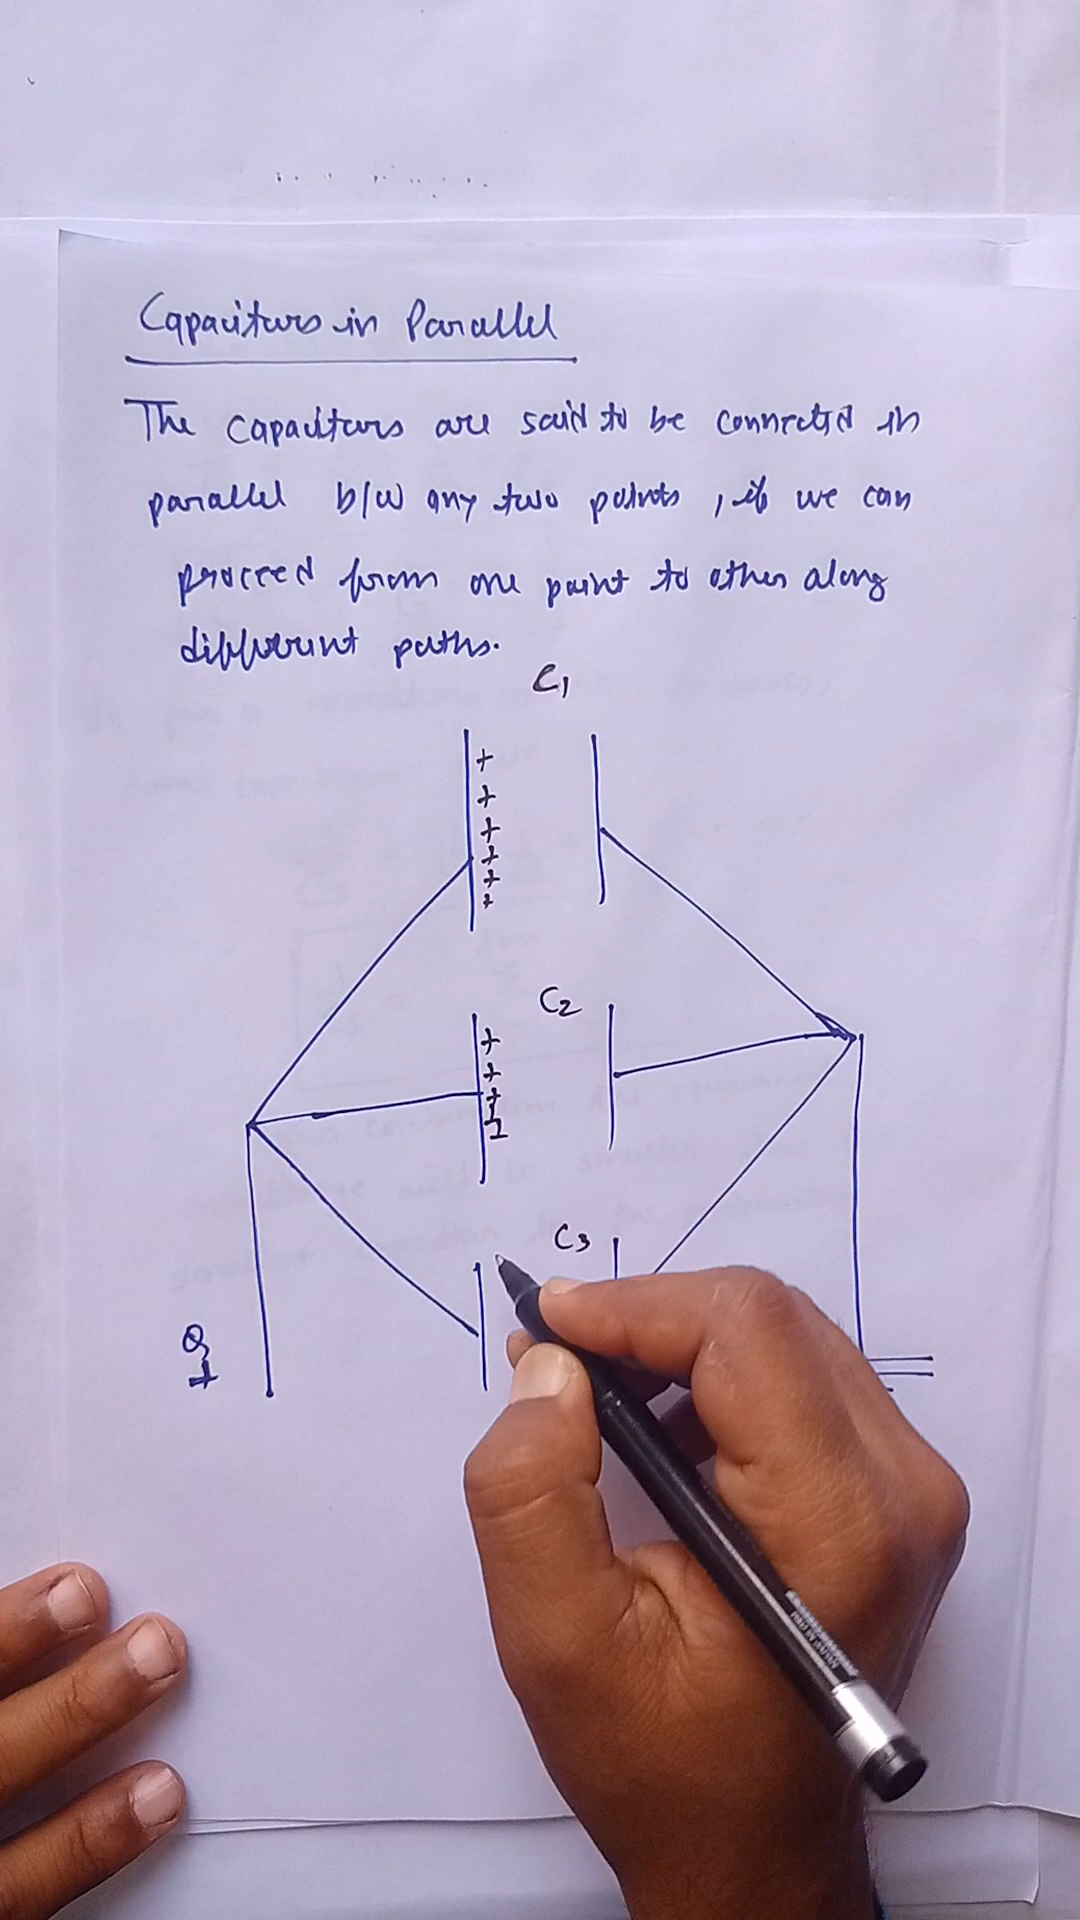 Capacitors in Parallel
The capacitors are said to be connected in
parallel b/w any two points, if we can
proceed from one point to other along
different paths.
C1
+
+
+
+
+
+
C2
+
+
+
C3
Q
+